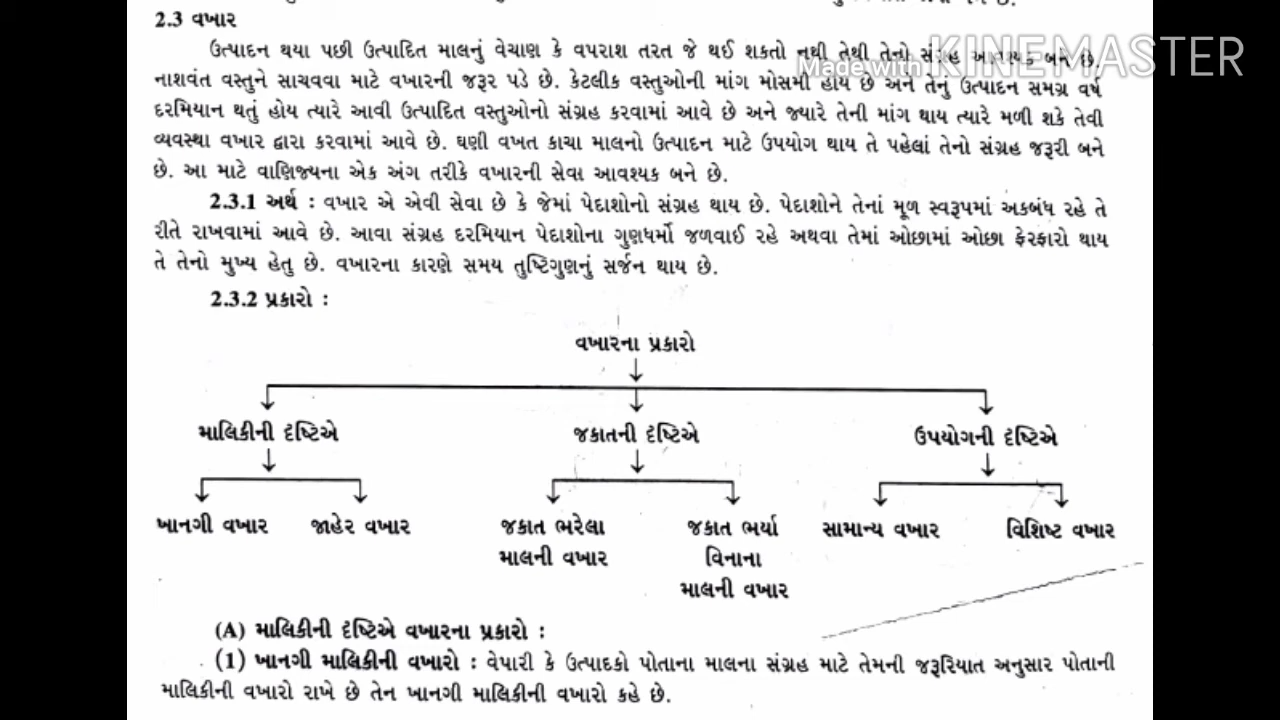 2.3 વખાર
ઉત્પાદન થયા પછી ઉત્પાદિત માલનું વેચાણ કે વપરાશ તરત જે થઈ શકતો નથી તેથી તેનો સંગ્રહ આવશ્યક બને છે.
Made with KINEMASTER
નાશવંત વસ્તુને સાચવવા માટે વખારની જરૂર પડે છે. કેટલીક વસ્તુઓની માંગ મોસમી હોય છે અને તેનું ઉત્પાદન સમગ્ર વર્ષ
દરમિયાન થતું હોય ત્યારે આવી ઉત્પાદિત વસ્તુઓનો સંગ્રહ કરવામાં આવે છે અને જ્યારે તેની માંગ થાય ત્યારે મળી શકે તેવી
વ્યવસ્થા વખાર દ્વારા કરવામાં આવે છે. ઘણી વખત કાચા માલનો ઉત્પાદન માટે ઉપયોગ થાય તે પહેલાં તેનો સંગ્રહ જરૂરી બને
છે. આ માટે વાણિજ્યના એક અંગ તરીકે વખારની સેવા આવશ્યક બને છે.
2.3.1 અર્થ : વખાર એ એવી સેવા છે કે જેમાં પેદાશોનો સંગ્રહ થાય છે. પેદાશોને તેનાં મૂળ સ્વરૂપમાં અકબંધ રહે તે
રીતે રાખવામાં આવે છે. આવા સંગ્રહ દરમિયાન પેદાશોના ગુણધર્મો જળવાઈ રહે અથવા તેમાં ઓછામાં ઓછા ફેરફારો થાય
તે તેનો મુખ્ય હેતુ છે. વખારના કારણે સમય તુષ્ટિગુણનું સર્જન થાય છે.
2.3.2 પ્રકારો :
વખારના પ્રકારો
માલિકીની દૃષ્ટિએ જકાતની દૃષ્ટિએ ઉપયોગની દૃષ્ટિએ
ખાનગી વખાર જાહેર વખાર જકાત ભરેલા જકાત ભર્યા સામાન્ય વખાર વિશિષ્ટ વખાર
માલની વખાર વિનાના
માલની વખાર
(A) માલિકીની દૃષ્ટિએ વખારના પ્રકારો :
(1) ખાનગી માલિકીની વખારો : વેપારી કે ઉત્પાદકો પોતાના માલના સંગ્રહ માટે તેમની જરૂરિયાત અનુસાર પોતાની
માલિકીની વખારો રાખે છે તેન ખાનગી માલિકીની વખારો કહે છે.